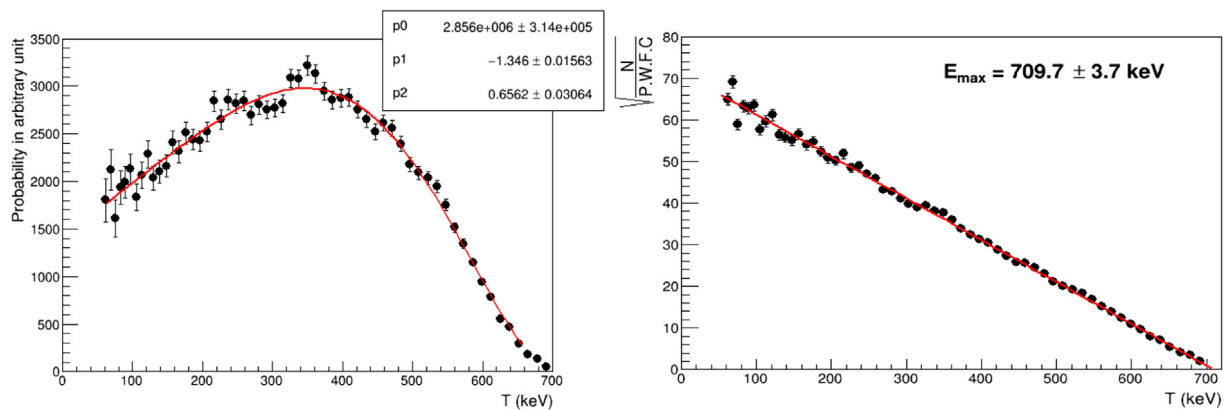 p0 2.856e+006 ± 3.14e+005
p1 −1.346 ± 0.01563
p2 0.6562 ± 0.03064
Probability in arbitrary unit
3500
3000
2500
2000
1500
1000
500
0
0 100 200 300 400 500 600 700
T (keV)
N
P.W.F.C
E_max = 709.7 ± 3.7 keV
80
70
60
50
40
30
20
10
0
0 100 200 300 400 500 600 700
T (keV)